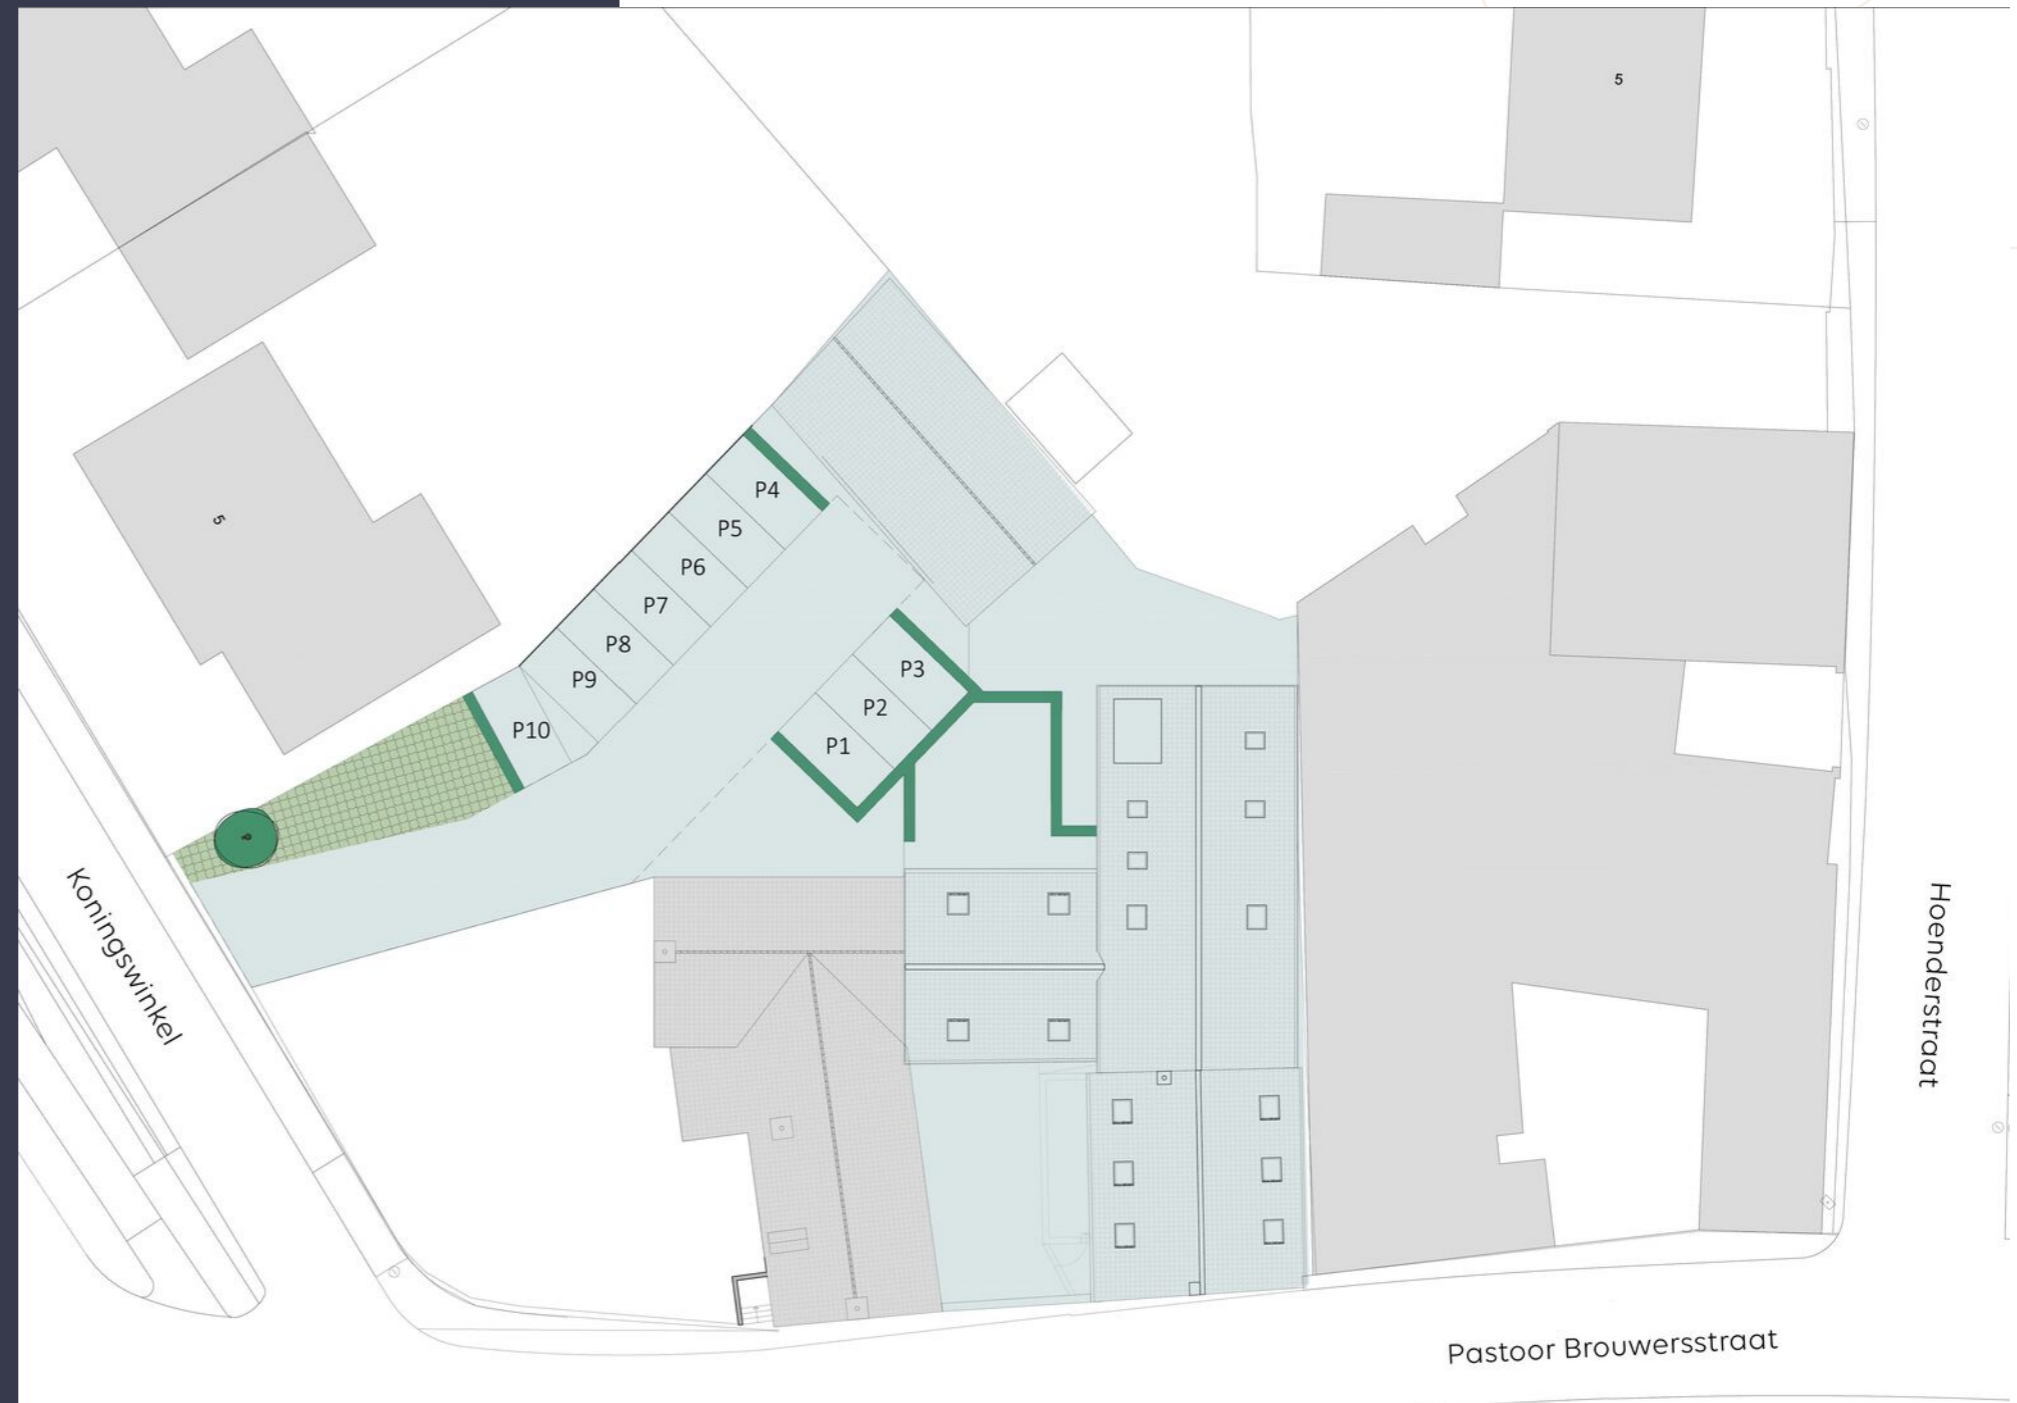 5
5
P4
P5
P6
P7
P8
P9
P10
P3
P2
P1
Koningswinkel
Hoenderstraat
Pastoor Brouwersstraat